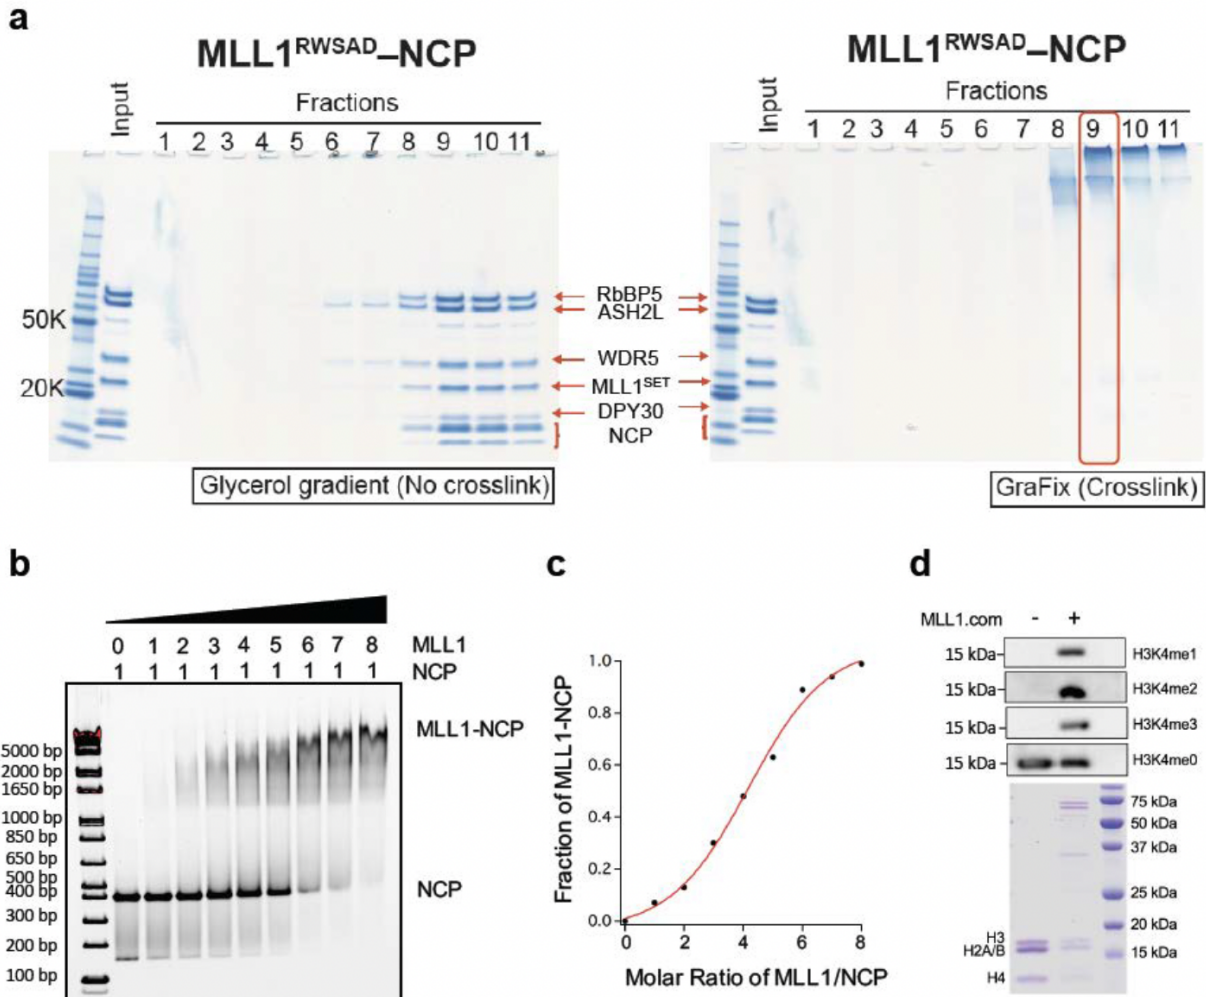 a
MLL1RWSAD–NCP
Input
Fractions
1 2 3 4 5 6 7 8 9 10 11
50K
20K
Glycerol gradient (No crosslink)
RbBP5
ASH2L
WDR5
MLL1SET
DPY30
NCP
MLL1RWSAD–NCP
Input
Fractions
1 2 3 4 5 6 7 8 9 10 11
GraFix (Crosslink)
b
0 1 2 3 4 5 6 7 8 MLL1
1 1 1 1 1 1 1 1 1 NCP
MLL1-NCP
NCP
5000 bp
2000 bp
1650 bp
1000 bp
850 bp
650 bp
500 bp
400 bp
300 bp
200 bp
100 bp
c
Fraction of MLL1-NCP
1.0
0.8
0.6
0.4
0.2
0.0
0 2 4 6 8
Molar Ratio of MLL1/NCP
d
MLL1.com - +
15 kDa H3K4me1
15 kDa H3K4me2
15 kDa H3K4me3
15 kDa H3K4me0
75 kDa
50 kDa
37 kDa
25 kDa
20 kDa
15 kDa
H3
H2A/B
H4